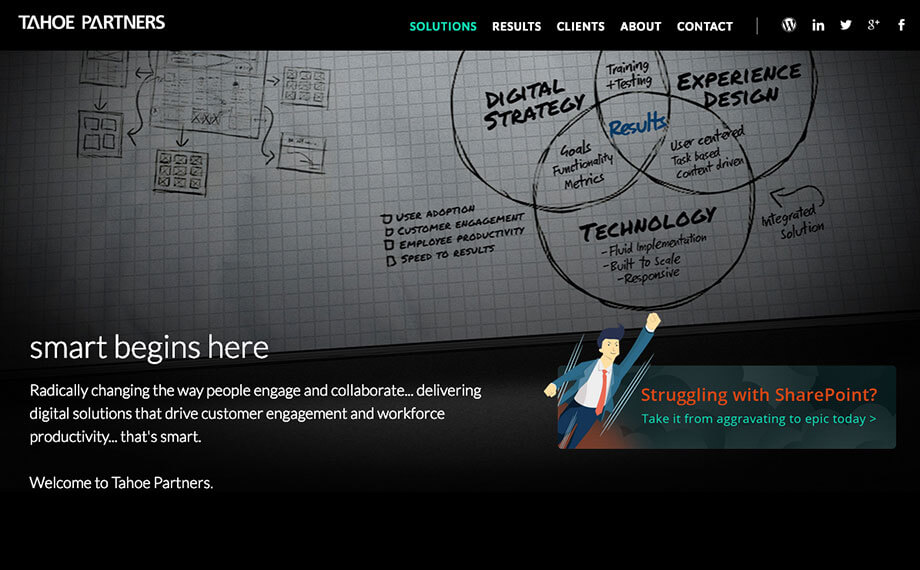 TAHOE PARTNERS
SOLUTIONS RESULTS CLIENTS ABOUT CONTACT
DIGITAL
STRATEGY
Training
+Testing
EXPERIENCE
DESIGN
Results
Goals
Functionality
Metrics
User centered
Task based
Content driven
USER ADOPTION
CUSTOMER ENGAGEMENT
EMPLOYEE PRODUCTIVITY
SPEED TO RESULTS
TECHNOLOGY
-Fluid Implementation
-Built to Scale
-Responsive
Integrated
Solution
smart begins here
Radically changing the way people engage and collaborate... delivering
digital solutions that drive customer engagement and workforce
productivity... that's smart.
Welcome to Tahoe Partners.
Struggling with SharePoint?
Take it from aggravating to epic today >